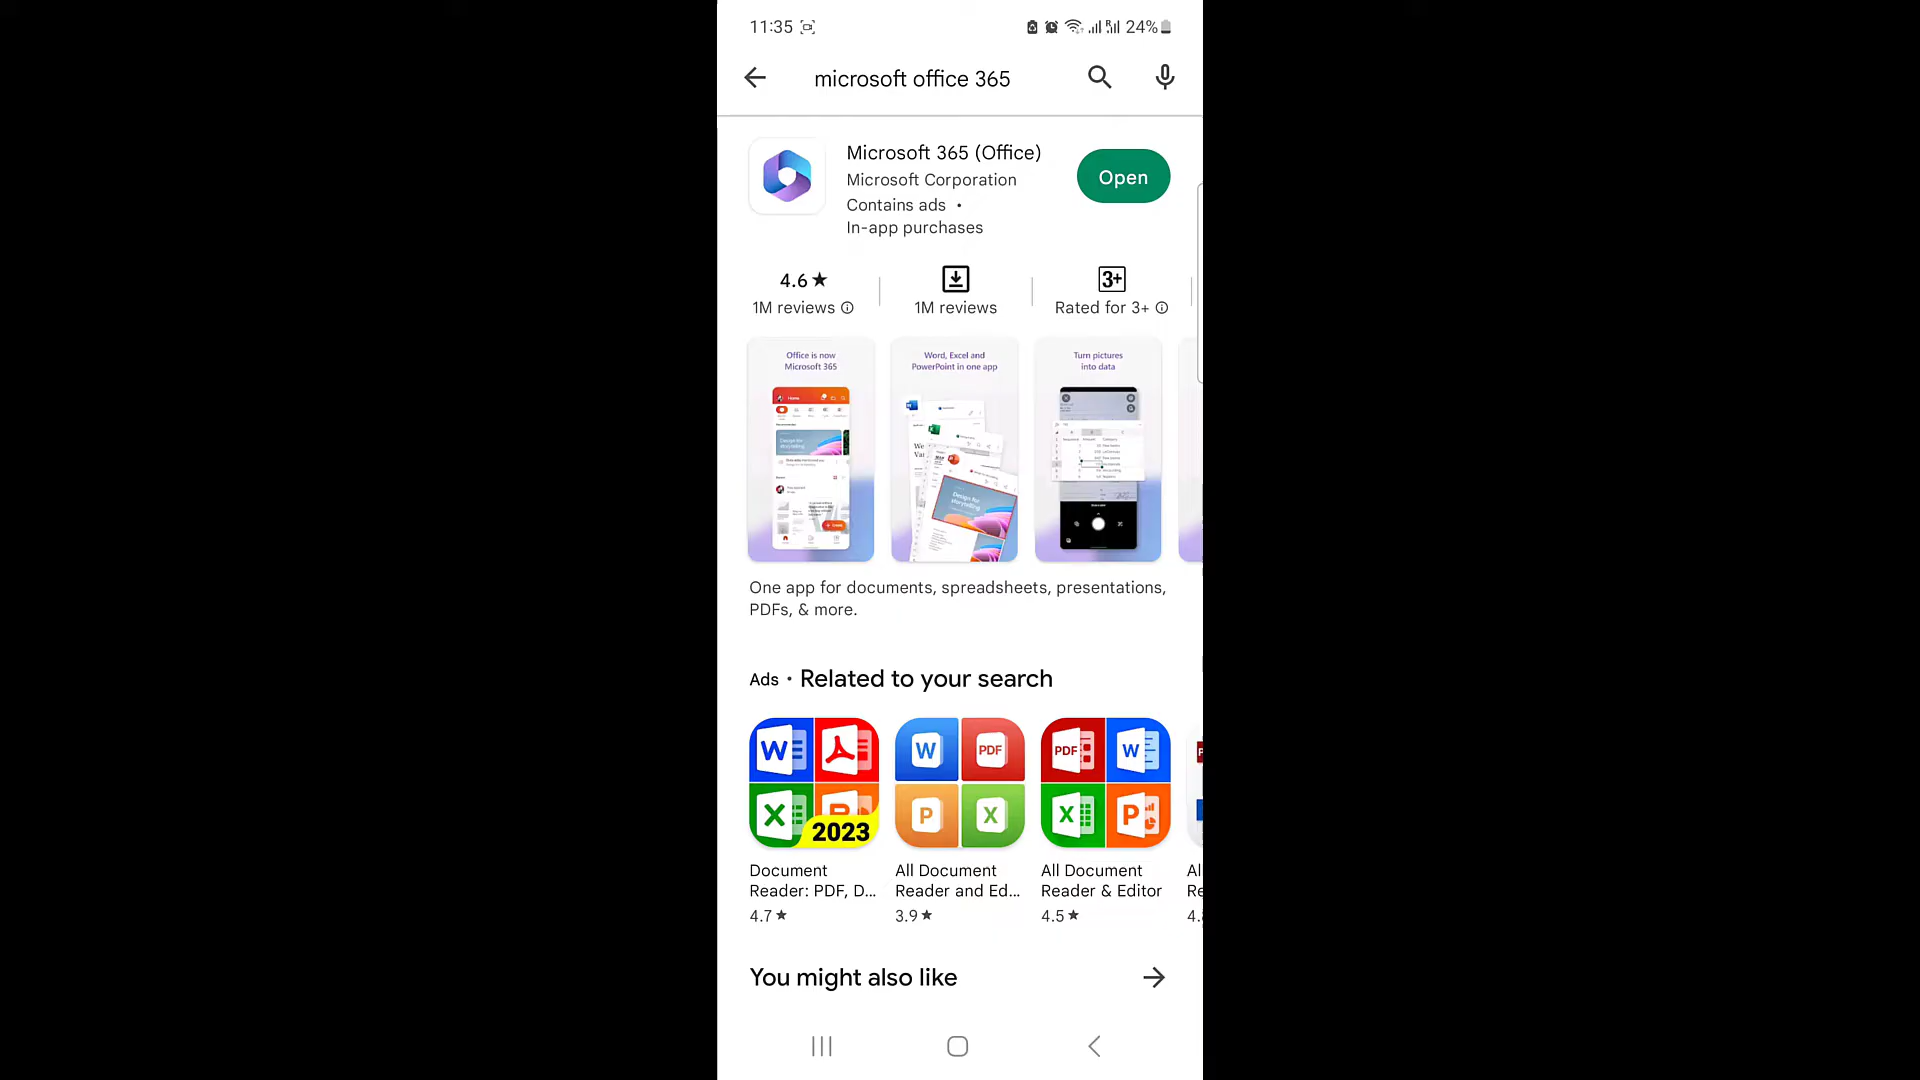 11:35
24%
microsoft office 365
Microsoft 365 (Office)
Microsoft Corporation
Contains ads •
In-app purchases
Open
4.6 ★
1M reviews
1M reviews
3+
Rated for 3+
Office is now
Microsoft 365
Home
Word, Excel and
PowerPoint in one app
Design for
storytelling
Turn pictures
into data
One app for documents, spreadsheets, presentations,
PDFs, & more.
Ads • Related to your search
W
X
2023
W
PDF
P
X
PDF
W
X
P
Document
Reader: PDF, D...
4.7 ★
All Document
Reader and Ed...
3.9 ★
All Document
Reader & Editor
4.5 ★
You might also like